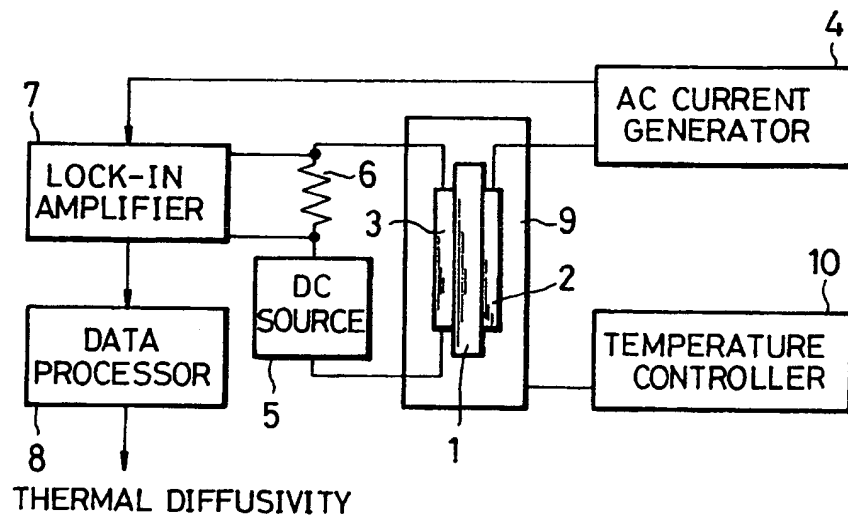 4
AC CURRENT
GENERATOR
7
LOCK-IN
AMPLIFIER
6
3
9
2
DC
SOURCE
10
DATA
PROCESSOR
TEMPERATURE
CONTROLLER
5
1
8
THERMAL DIFFUSIVITY